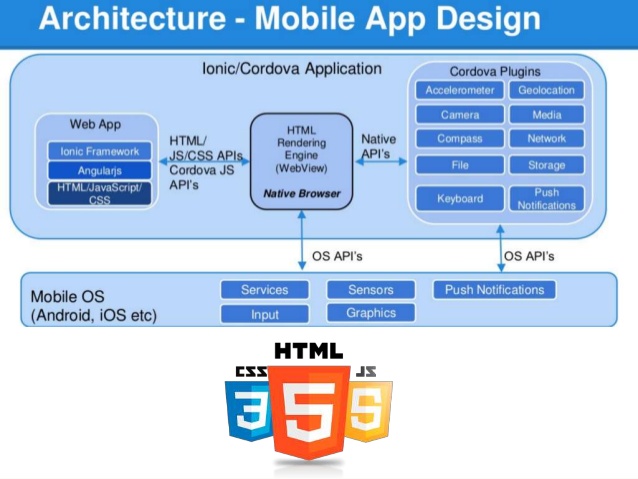 Architecture - Mobile App Design
Ionic/Cordova Application
Web App
Ionic Framework
Angularjs
HTML/JavaScript/
CSS
HTML/
JS/CSS APIs
Cordova JS
API's
HTML
Rendering
Engine
(WebView)
Native Browser
Native
API's
Cordova Plugins
Accelerometer
Geolocation
Camera
Media
Compass
Network
File
Storage
Keyboard
Push
Notifications
OS API's
OS API's
Mobile OS
(Android, iOS etc)
Services
Sensors
Push Notifications
Input
Graphics
HTML
CSS
JS
3
5
5